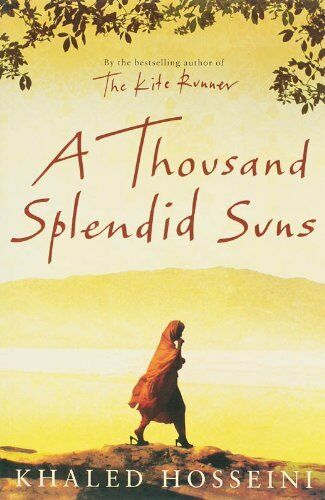 By the bestselling author of
The Kite Runner
A Thousand
Splendid Suns
KHALED HOSSEINI